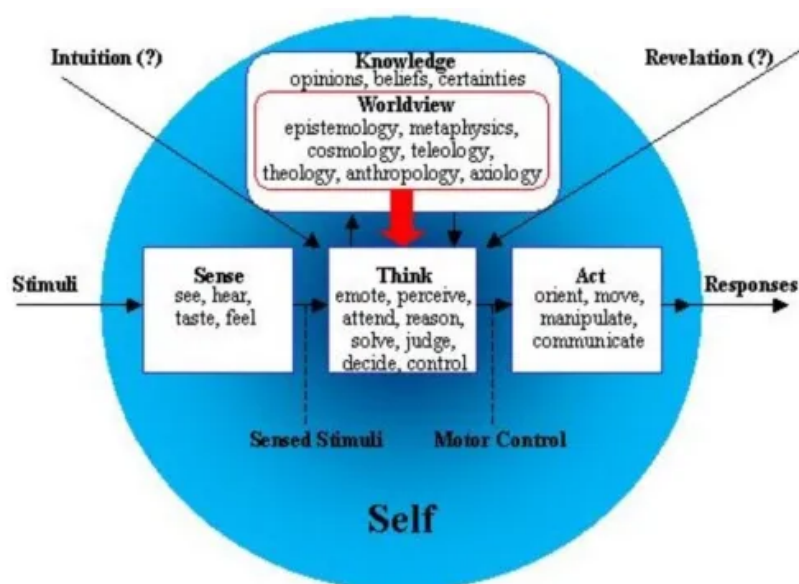 Intuition (?)
Knowledge
opinions, beliefs, certainties
Revelation (?)
Worldview
epistemology, metaphysics,
cosmology, teleology,
theology, anthropology, axiology
Stimuli
Sense
see, hear,
taste, feel
Think
emote, perceive,
attend, reason,
solve, judge,
decide, control
Act
orient, move,
manipulate,
communicate
Responses
Sensed Stimuli
Motor Control
Self